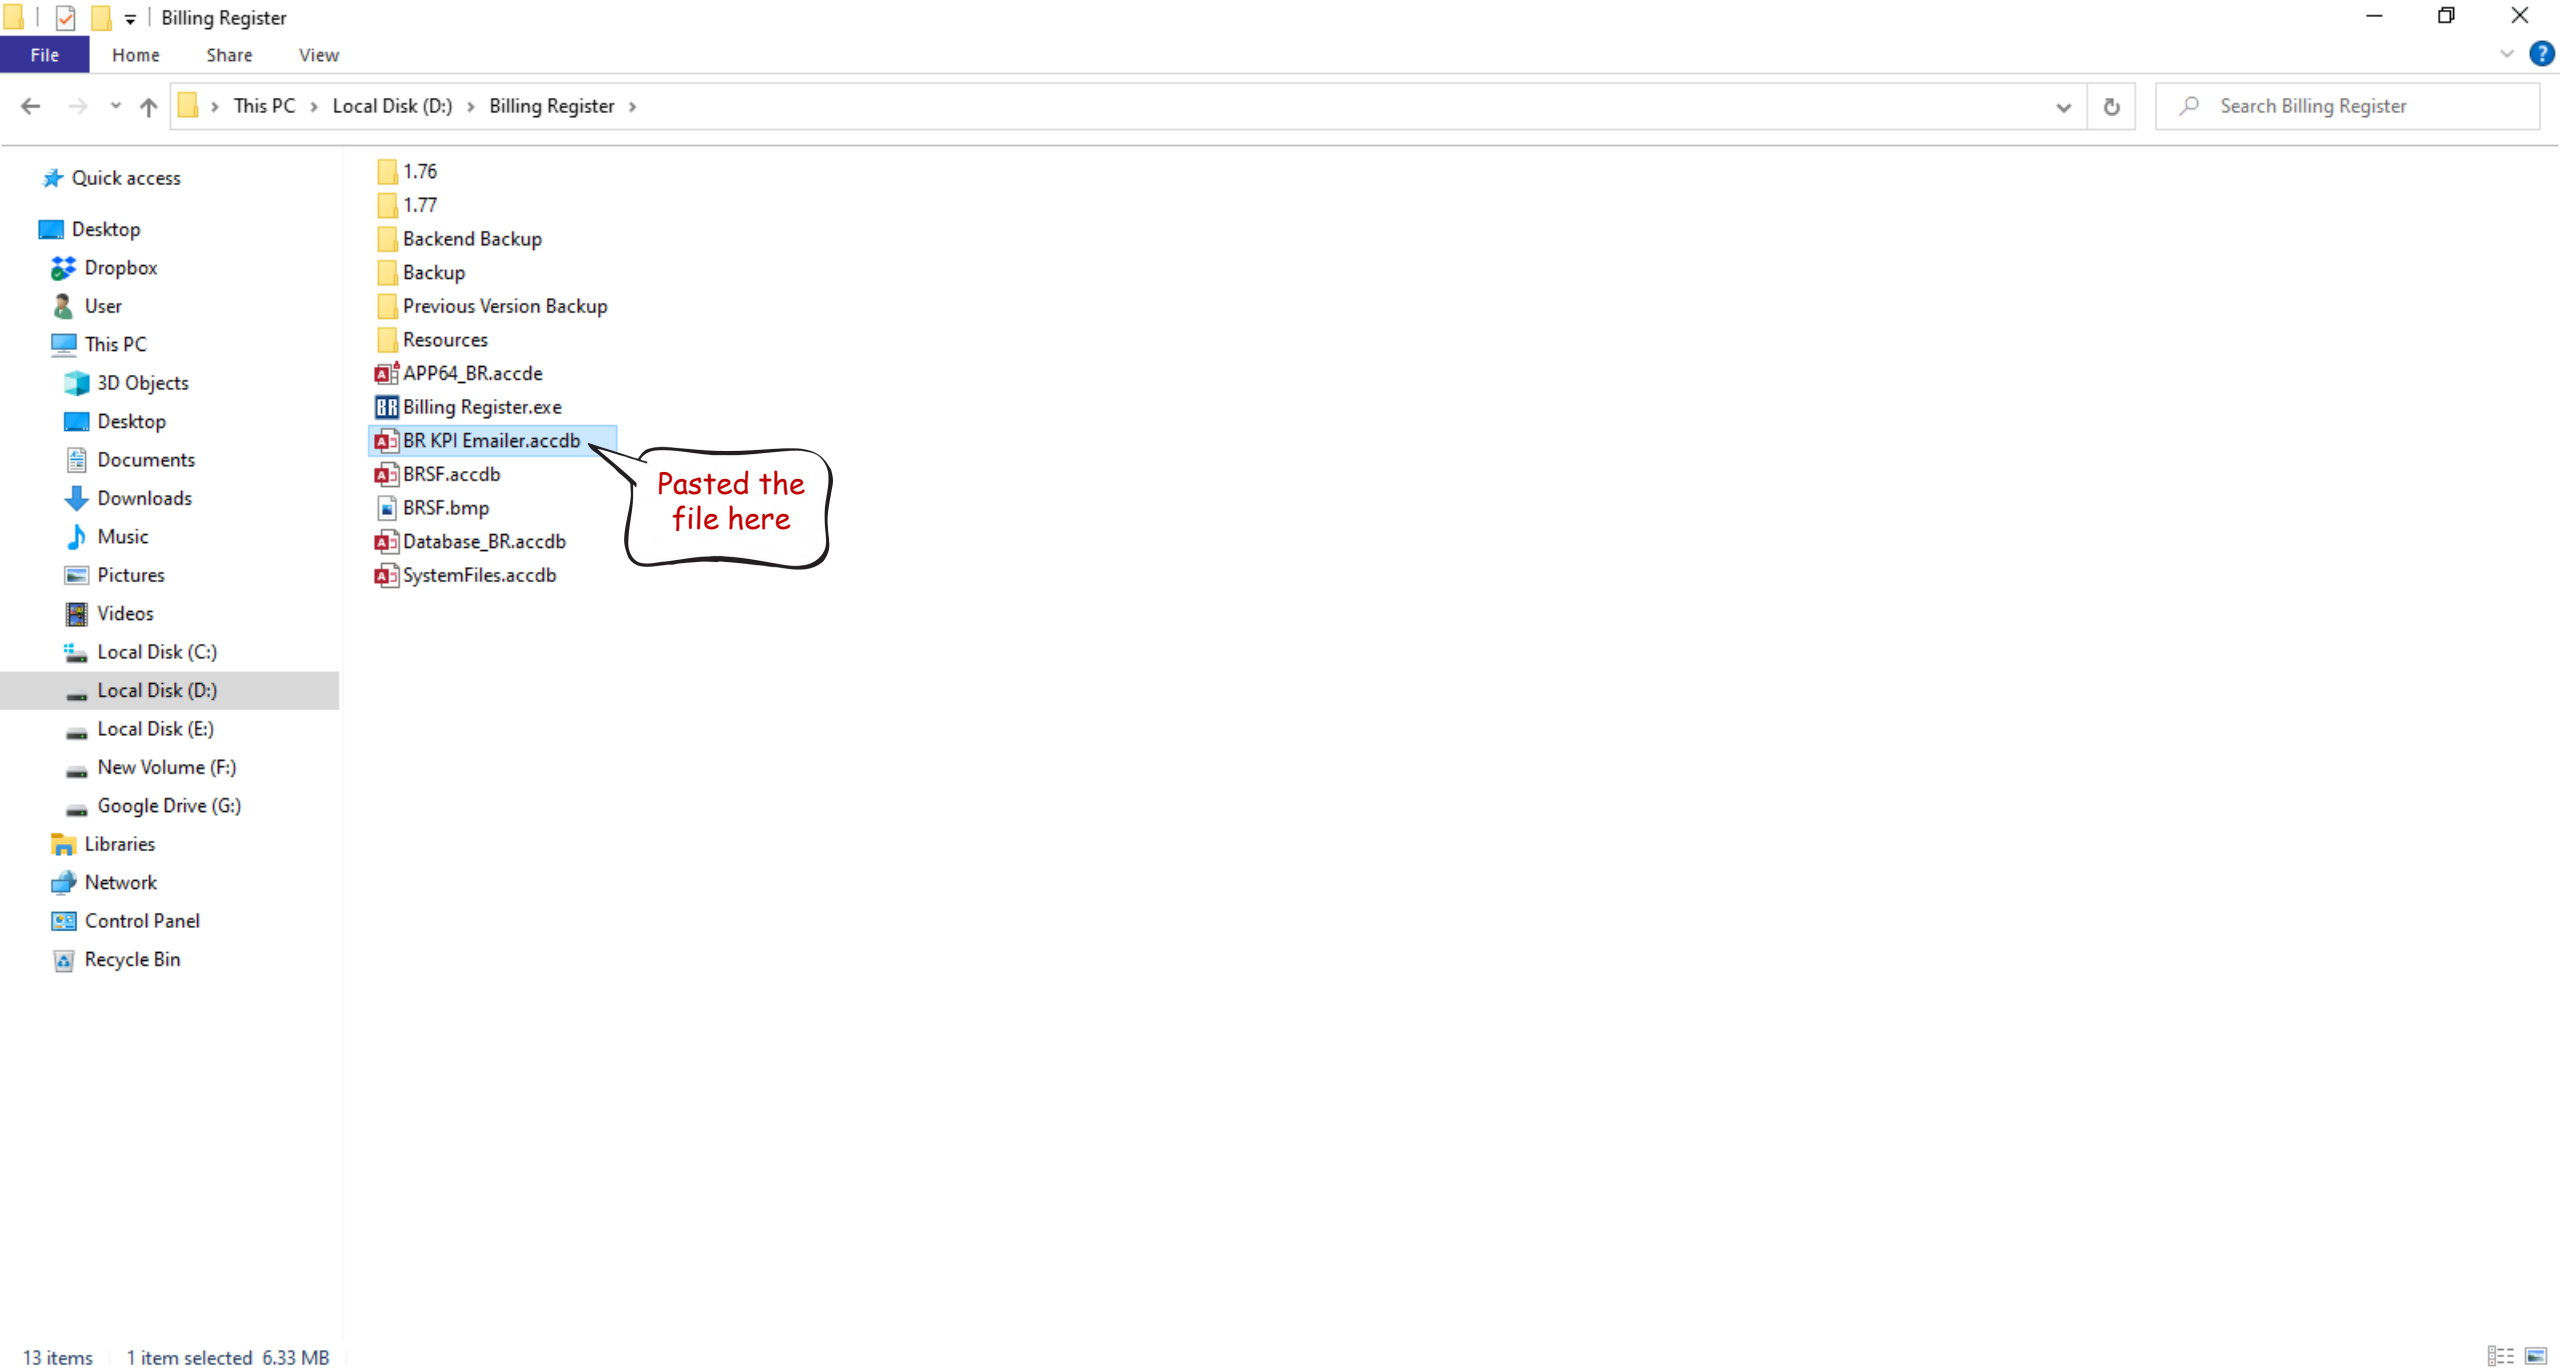 Billing Register
File Home Share View
This PC > Local Disk (D:) > Billing Register >
Search Billing Register
Quick access
Desktop
Dropbox
User
This PC
3D Objects
Desktop
Documents
Downloads
Music
Pictures
Videos
Local Disk (C:)
Local Disk (D:)
Local Disk (E:)
New Volume (F:)
Google Drive (G:)
Libraries
Network
Control Panel
Recycle Bin
1.76
1.77
Backend Backup
Backup
Previous Version Backup
Resources
APP64_BR.accde
BR Billing Register.exe
BR KPI Emailer.accdb
BRSF.accdb
BRSF.bmp
Database_BR.accdb
SystemFiles.accdb
Pasted the
file here
13 items 1 item selected 6.33 MB